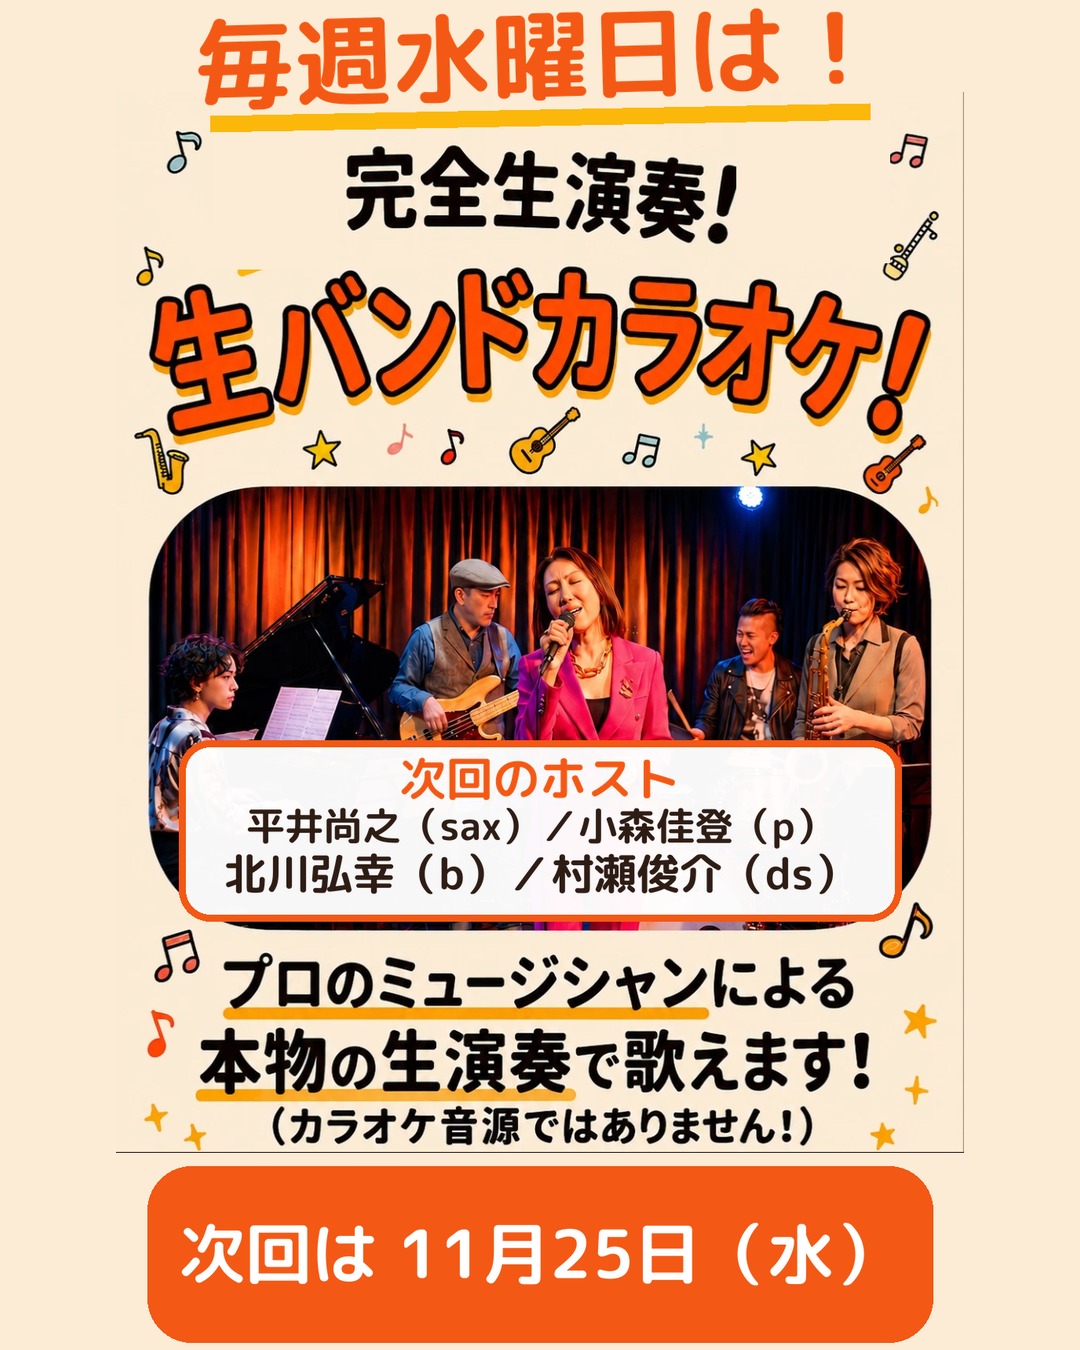 毎週水曜日は！
完全生演奏！
生バンドカラオケ！
次回のホスト
平井尚之（sax）／小森佳登（p）
北川弘幸（b）／村瀬俊介（ds）
プロのミュージシャンによる
本物の生演奏で歌えます！
（カラオケ音源ではありません！）
次回は 11月25日（水）